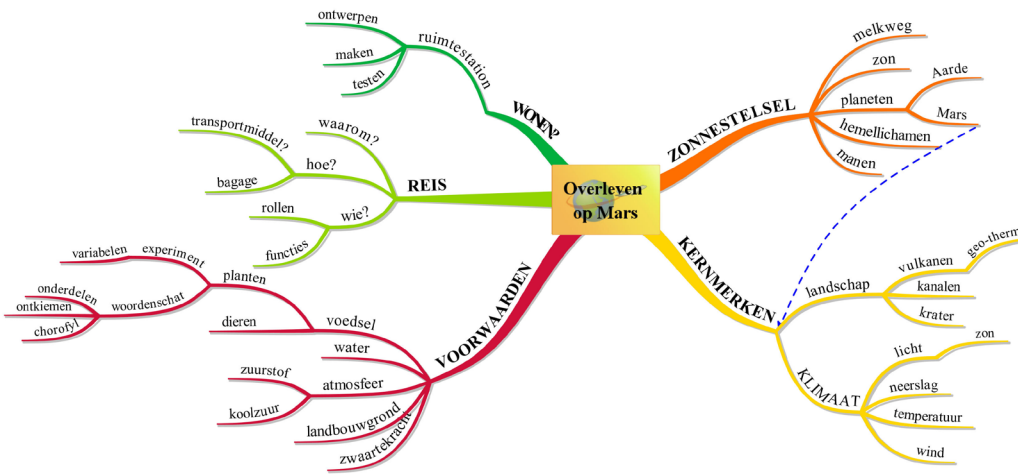 Overleven
op Mars
WONEN?
ruimtestation
ontwerpen
maken
testen
REIS
waarom?
hoe?
transportmiddel?
bagage
wie?
rollen
functies
VOORWAARDEN
voedsel
planten
experiment
variabelen
woordenschat
onderdelen
ontkiemen
chorofyl
dieren
water
atmosfeer
zuurstof
koolzuur
landbouwgrond
zwaartekracht
ZONNESTELSEL
melkweg
zon
planeten
Aarde
Mars
hemellichamen
manen
KERNMERKEN
landschap
vulkanen
geo-therm
kanalen
krater
KLIMAAT
licht
zon
neerslag
temperatuur
wind